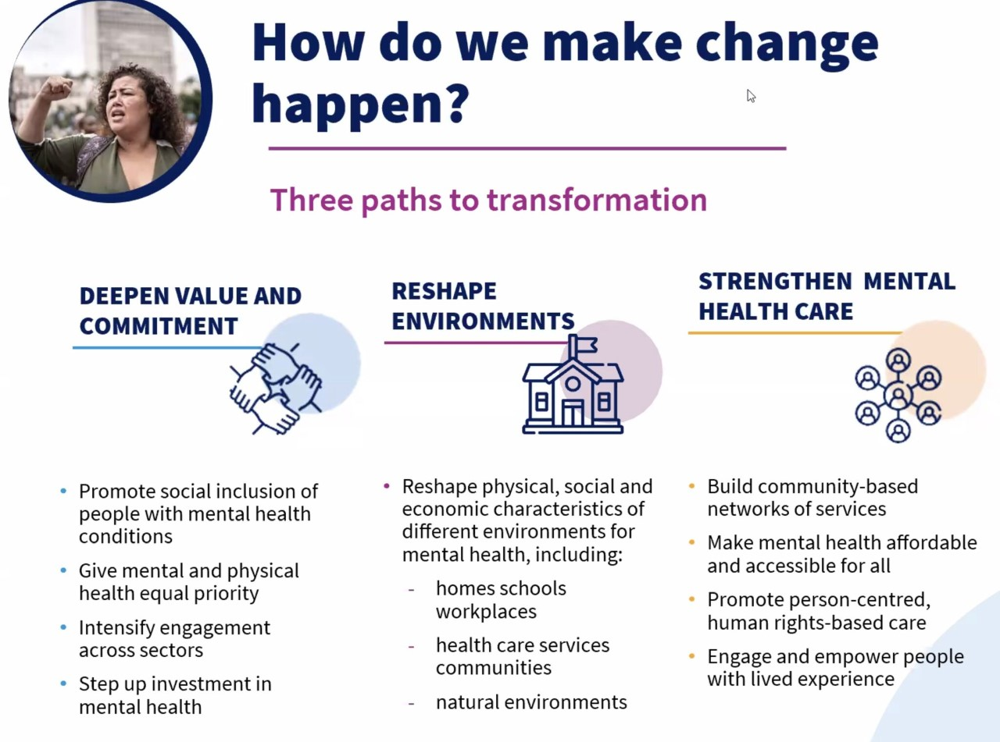 How do we make change
happen?
Three paths to transformation
DEEPEN VALUE AND
COMMITMENT
• Promote social inclusion of
people with mental health
conditions
• Give mental and physical
health equal priority
• Intensify engagement
across sectors
• Step up investment in
mental health
RESHAPE
ENVIRONMENTS
• Reshape physical, social and
economic characteristics of
different environments for
mental health, including:
- homes schools
workplaces
- health care services
communities
- natural environments
STRENGTHEN  MENTAL
HEALTH CARE
• Build community-based
networks of services
• Make mental health affordable
and accessible for all
• Promote person-centred,
human rights-based care
• Engage and empower people
with lived experience